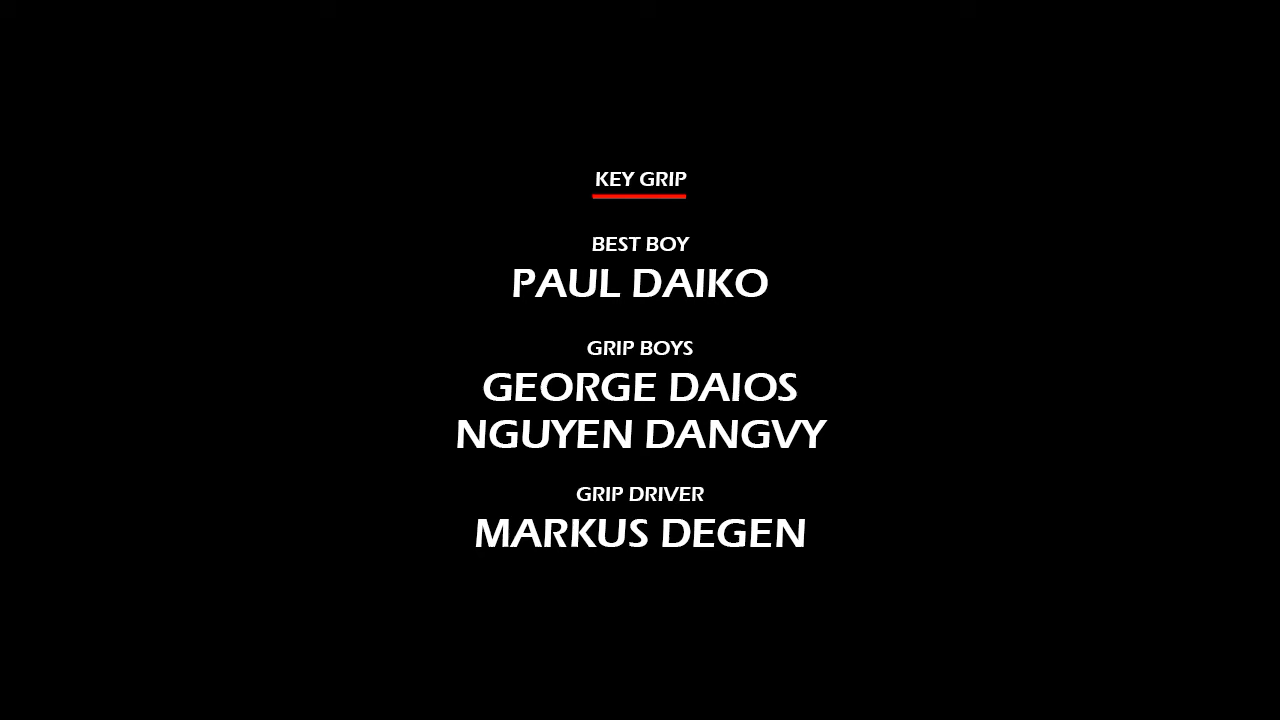 KEY GRIP
BEST BOY
PAUL DAIKO
GRIP BOYS
GEORGE DAIOS
NGUYEN DANGVY
GRIP DRIVER
MARKUS DEGEN